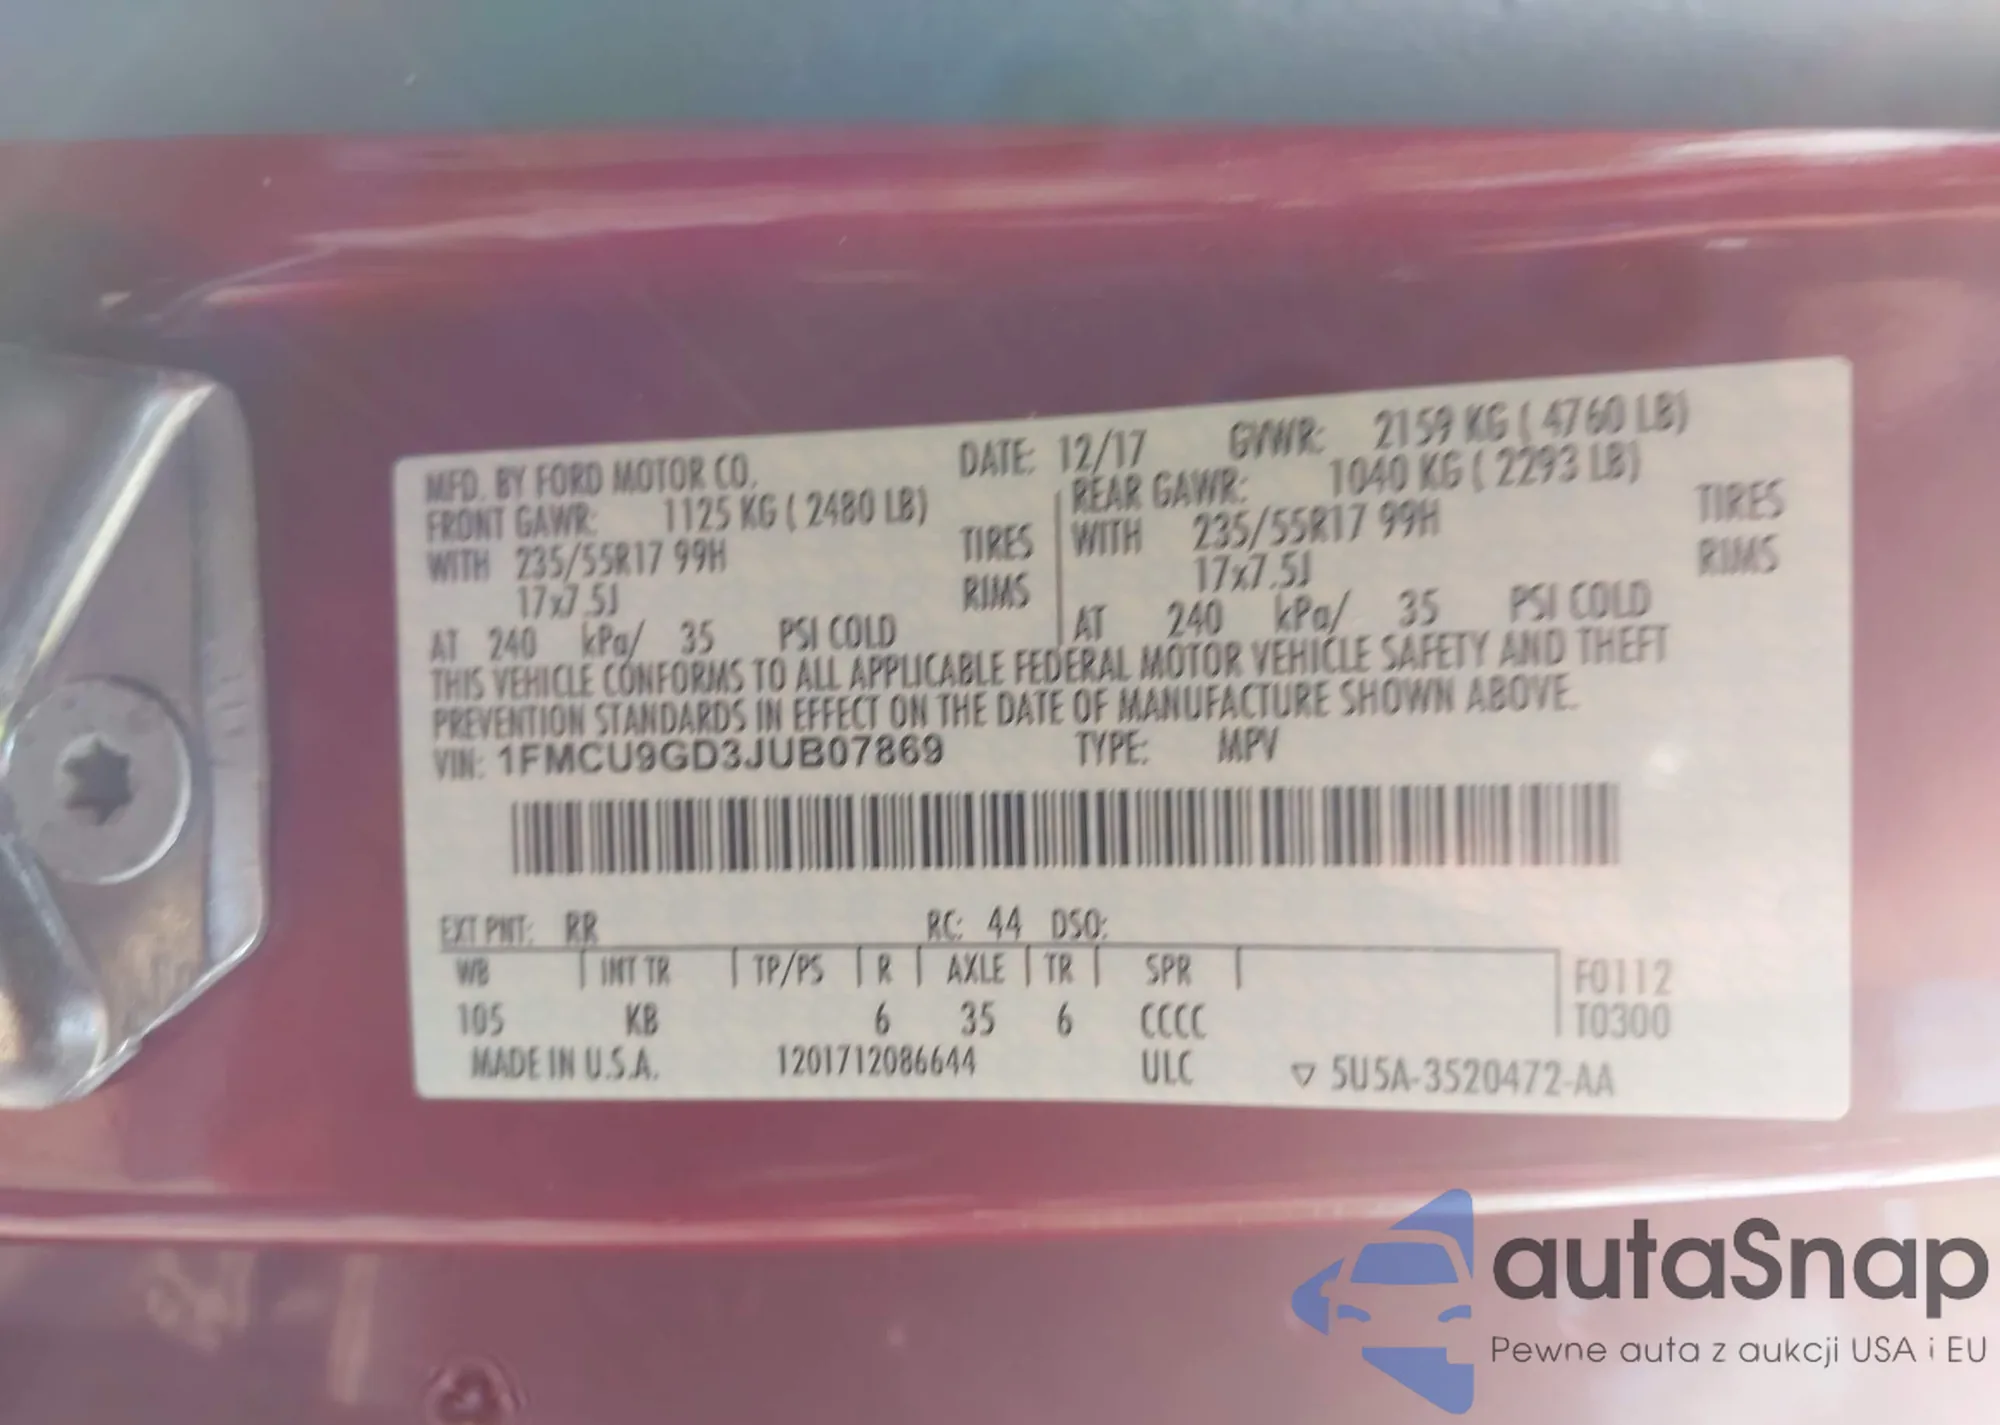 MFD. BY FORD MOTOR CO. DATE: 12/17 GVWR: 2159 KG ( 4760 LB)
FRONT GAWR: 1125 KG ( 2480 LB) REAR GAWR: 1040 KG ( 2293 LB)
WITH 235/55R17 99H TIRES WITH 235/55R17 99H TIRES
17x7.5J RIMS 17x7.5J RIMS
AT 240 kPa/ 35 PSI COLD AT 240 kPa/ 35 PSI COLD
THIS VEHICLE CONFORMS TO ALL APPLICABLE FEDERAL MOTOR VEHICLE SAFETY AND THEFT
PREVENTION STANDARDS IN EFFECT ON THE DATE OF MANUFACTURE SHOWN ABOVE.
VIN: 1FMCU9GD3JUB07869 TYPE: MPV
EXT PNT: RR RC: 44 DSO:
WB INT TR TP/PS R AXLE TR SPR F0112
105 KB 6 35 6 CCCC T0300
MADE IN U.S.A. 1201712086644 ULC ▽ 5U5A-3520472-AA
autaSnap
Pewne auta z aukcji USA i EU